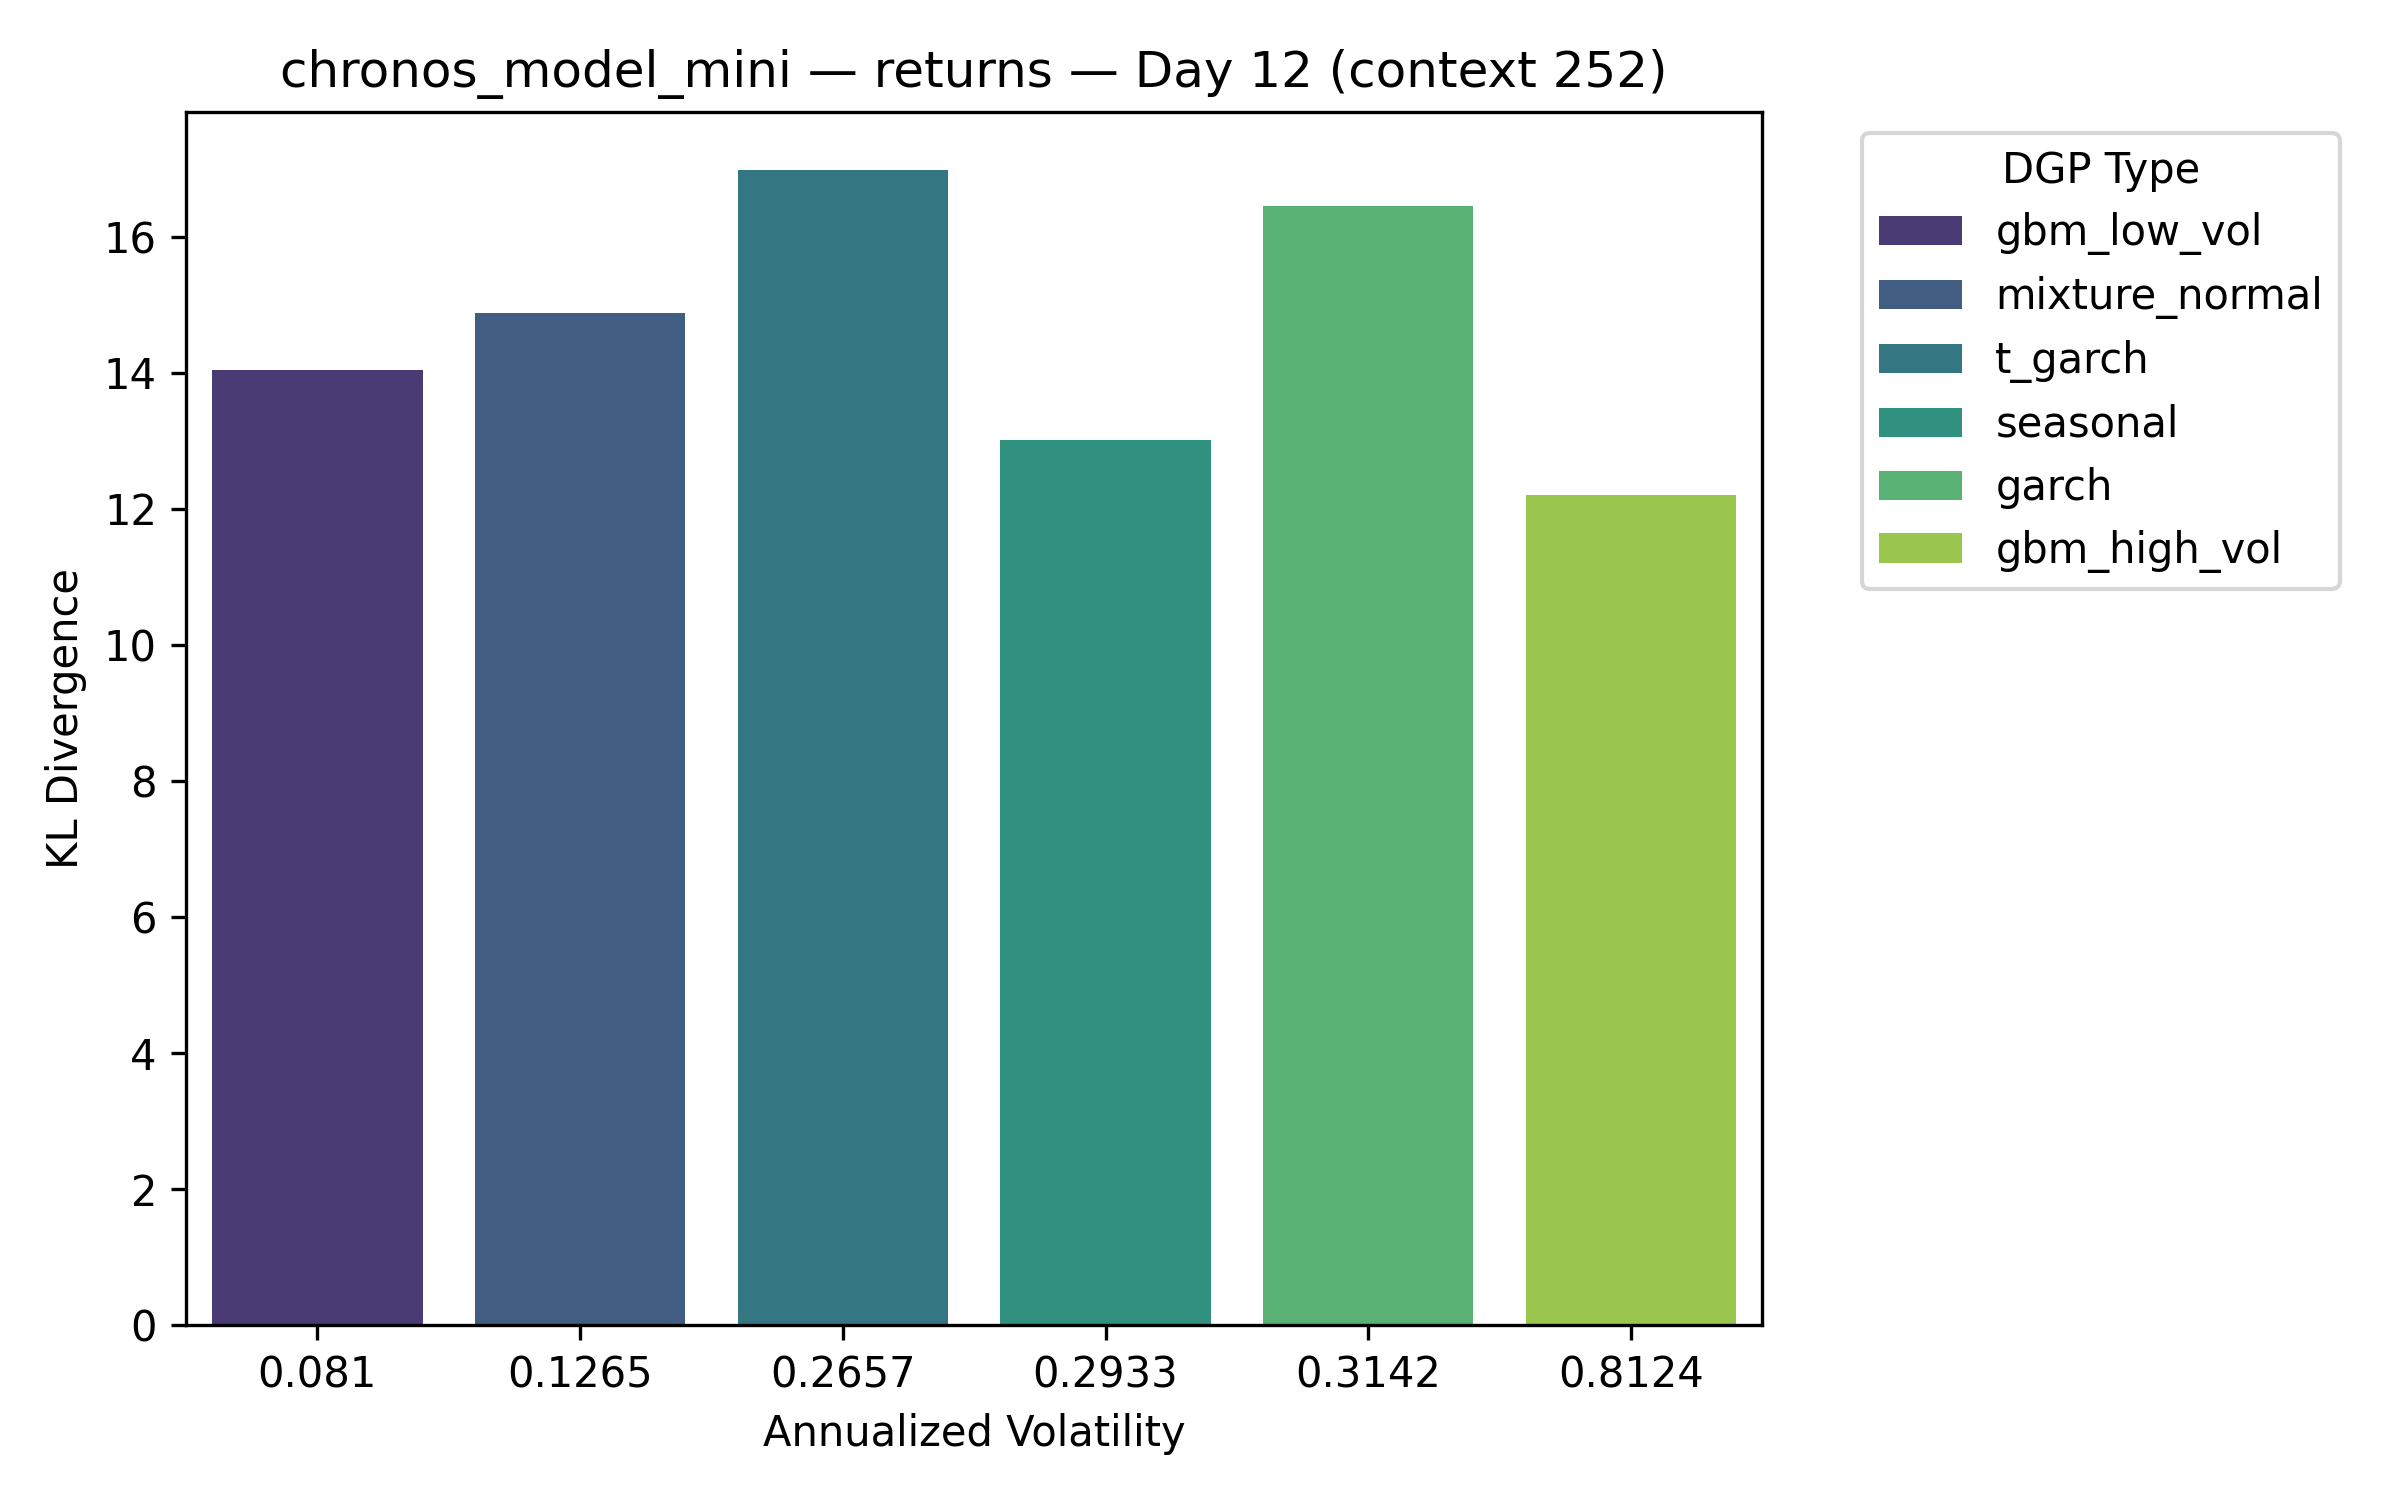 chronos_model_mini — returns — Day 12 (context 252)
KL Divergence
16
14
12
10
8
6
4
2
0
0.081 0.1265 0.2657 0.2933 0.3142 0.8124
Annualized Volatility
DGP Type
gbm_low_vol
mixture_normal
t_garch
seasonal
garch
gbm_high_vol